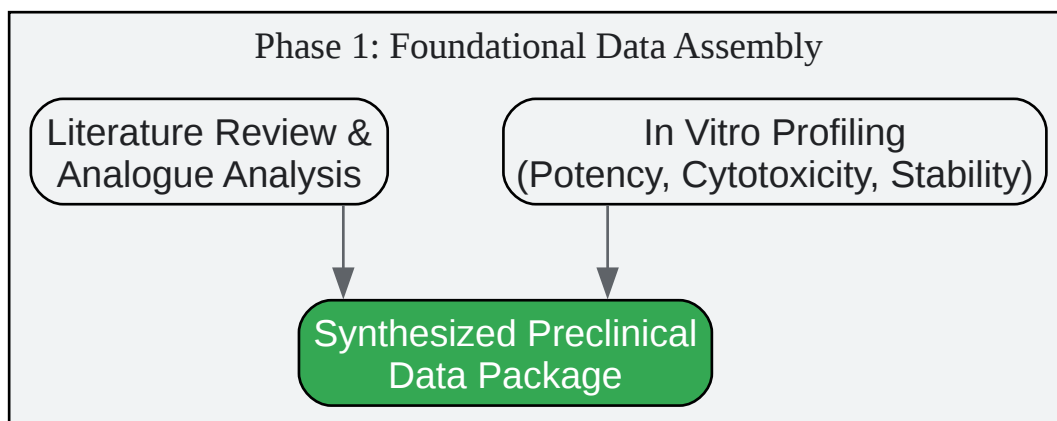 Phase 1: Foundational Data Assembly
Literature Review &
Analogue Analysis
In Vitro Profiling
(Potency, Cytotoxicity, Stability)
Synthesized Preclinical
Data Package